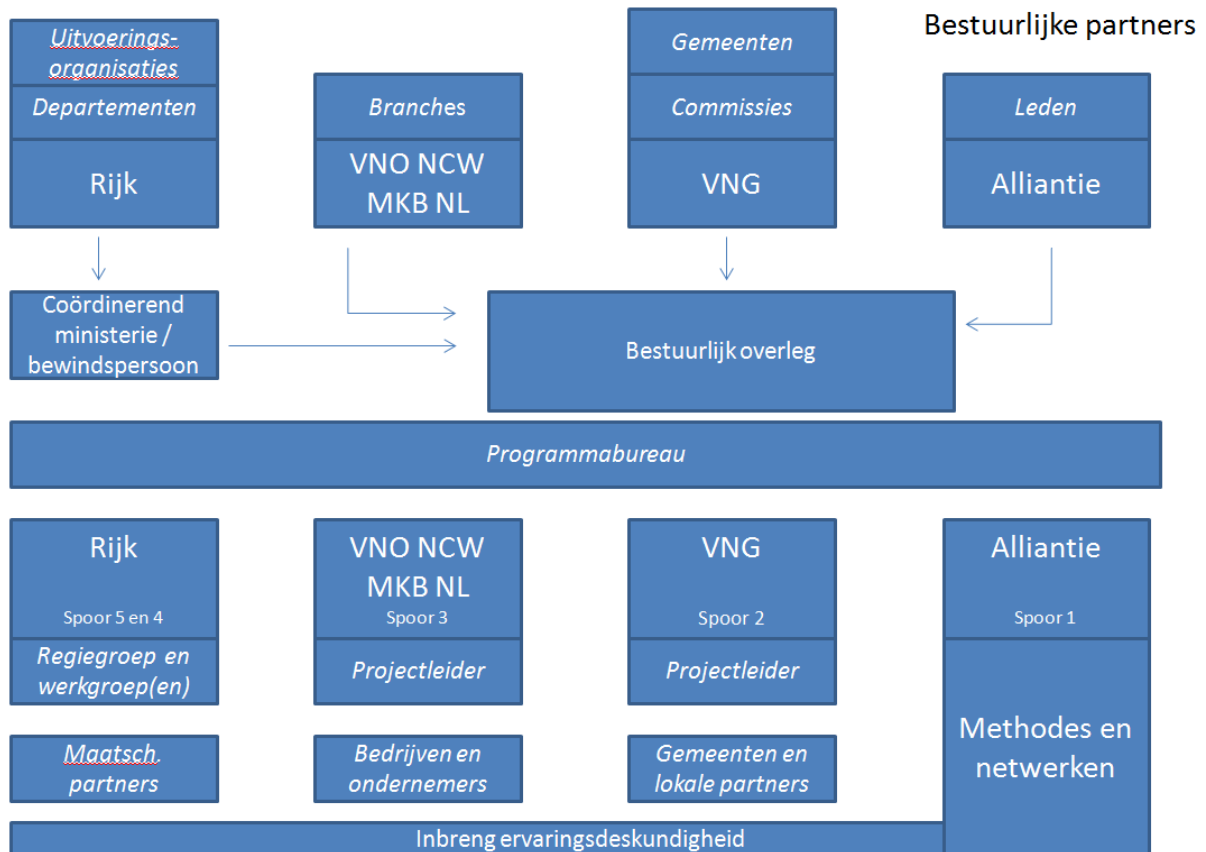 Bestuurlijke partners
Uitvoerings-
organisaties
Departementen
Rijk
Branches
VNO NCW
MKB NL
Gemeenten
Commissies
VNG
Leden
Alliantie
Coördinerend
ministerie /
bewindspersoon
Bestuurlijk overleg
Programmabureau
Rijk
Spoor 5 en 4
Regiegroep en
werkgroep(en)
Maatsch.
partners
VNO NCW
MKB NL
Spoor 3
Projectleider
Bedrijven en
ondernemers
VNG
Spoor 2
Projectleider
Gemeenten en
lokale partners
Alliantie
Spoor 1
Methodes en
netwerken
Inbreng ervaringsdeskundigheid